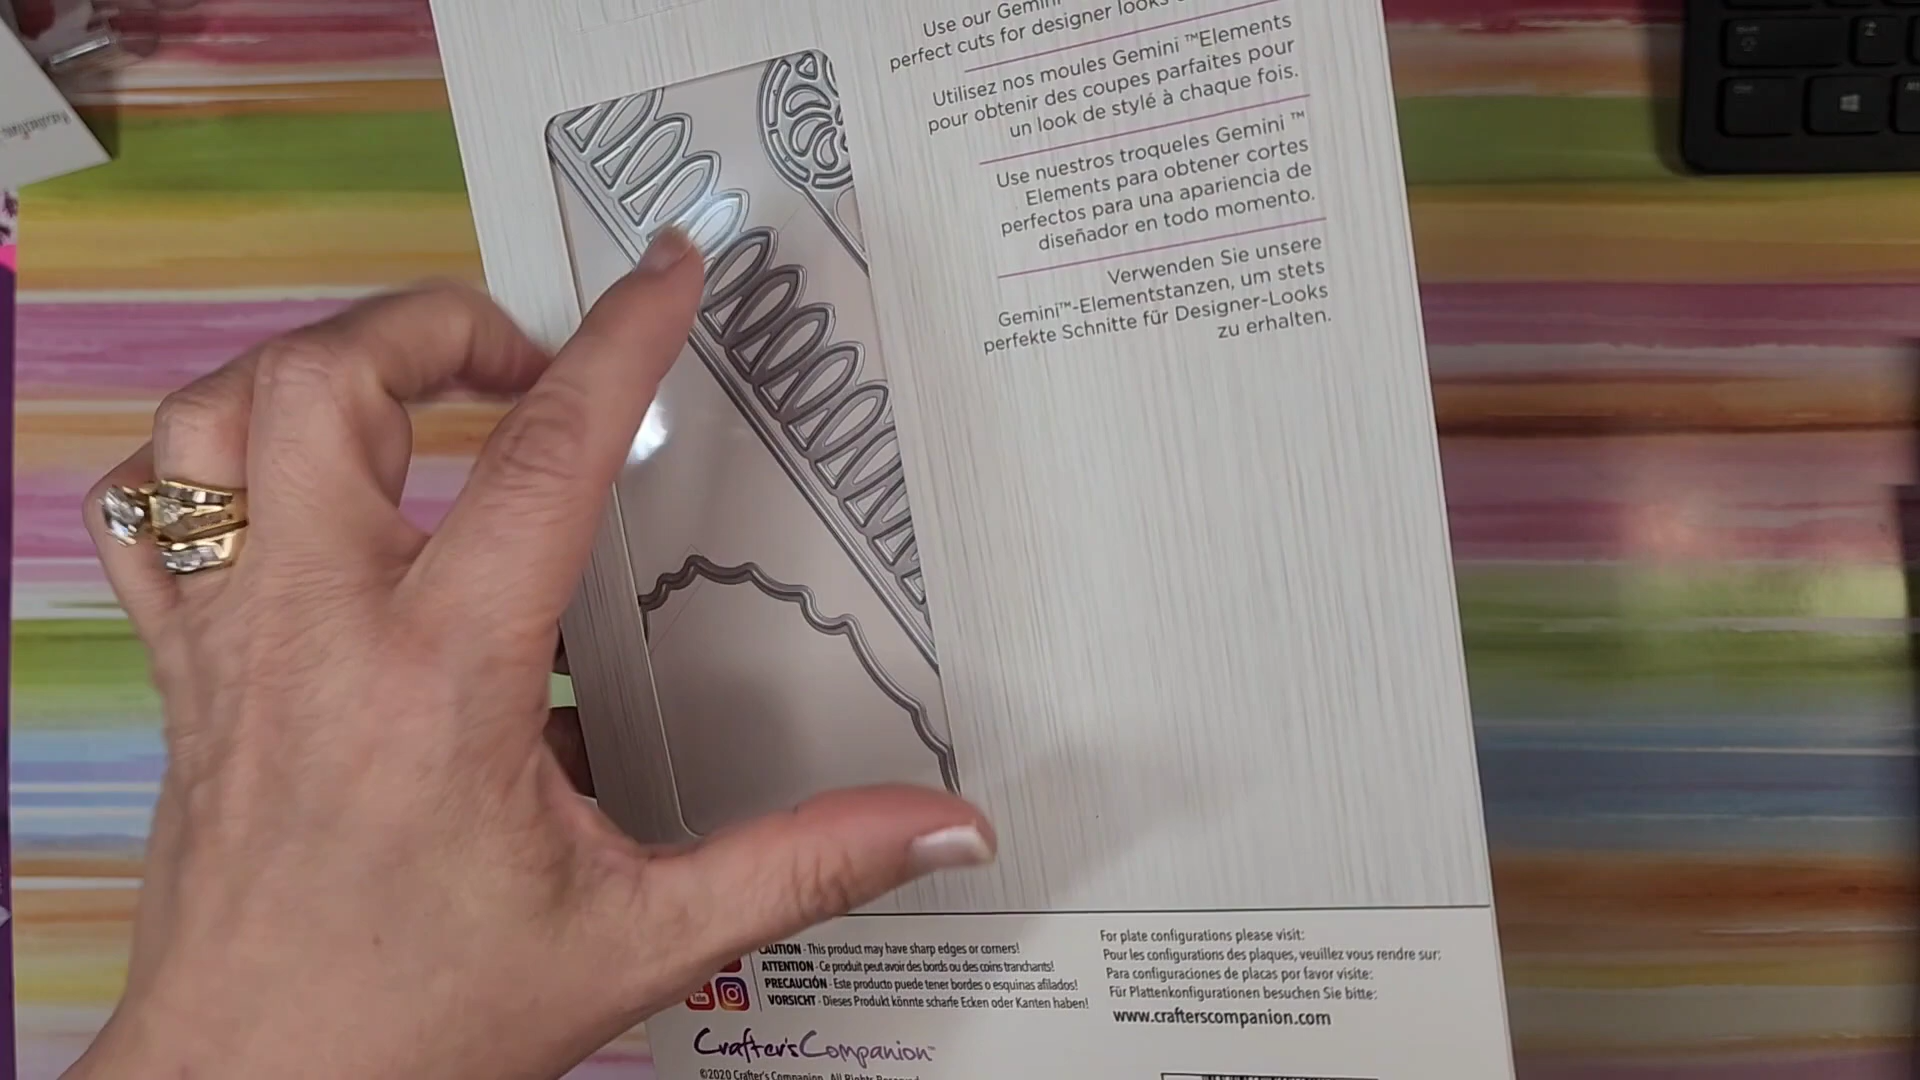 Use our Gemini
perfect cuts for designer looks
Utilisez nos moules Gemini ™Elements
pour obtenir des coupes parfaites pour
un look de stylé à chaque fois.
Use nuestros troqueles Gemini ™
Elements para obtener cortes
perfectos para una apariencia de
diseñador en todo momento.
Verwenden Sie unsere
Gemini™-Elementstanzen, um stets
perfekte Schnitte für Designer-Looks
zu erhalten.
CAUTION - This product may have sharp edges or corners!
ATTENTION - Ce produit peut avoir des bords ou des coins tranchants!
PRECAUCIÓN - Este producto puede tener bordes o esquinas afilados!
VORSICHT - Dieses Produkt könnte scharfe Ecken oder Kanten haben!
For plate configurations please visit:
Pour les configurations des plaques, veuillez vous rendre sur:
Para configuraciones de placas por favor visite:
Für Plattenkonfigurationen besuchen Sie bitte:
www.crafterscompanion.com
Crafter's Companion™
©2020 Crafter's Companion. All Rights Reserved